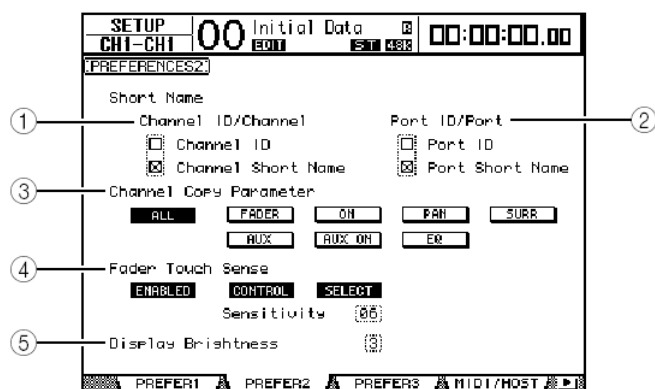 SETUP
CH1-CH1
00
Initial Data
EDIT
ST 48K
00:00:00.00
PREFERENCES2
Short Name
1
Channel ID/Channel
Port ID/Port
2
Channel ID
Port ID
Channel Short Name
Port Short Name
3
Channel Copy Parameter
ALL FADER ON PAN SURR
AUX AUX ON EQ
4
Fader Touch Sense
ENABLED CONTROL SELECT
Sensitivity 06
5
Display Brightness 3
PREFER1 PREFER2 PREFER3 MIDI/HOST